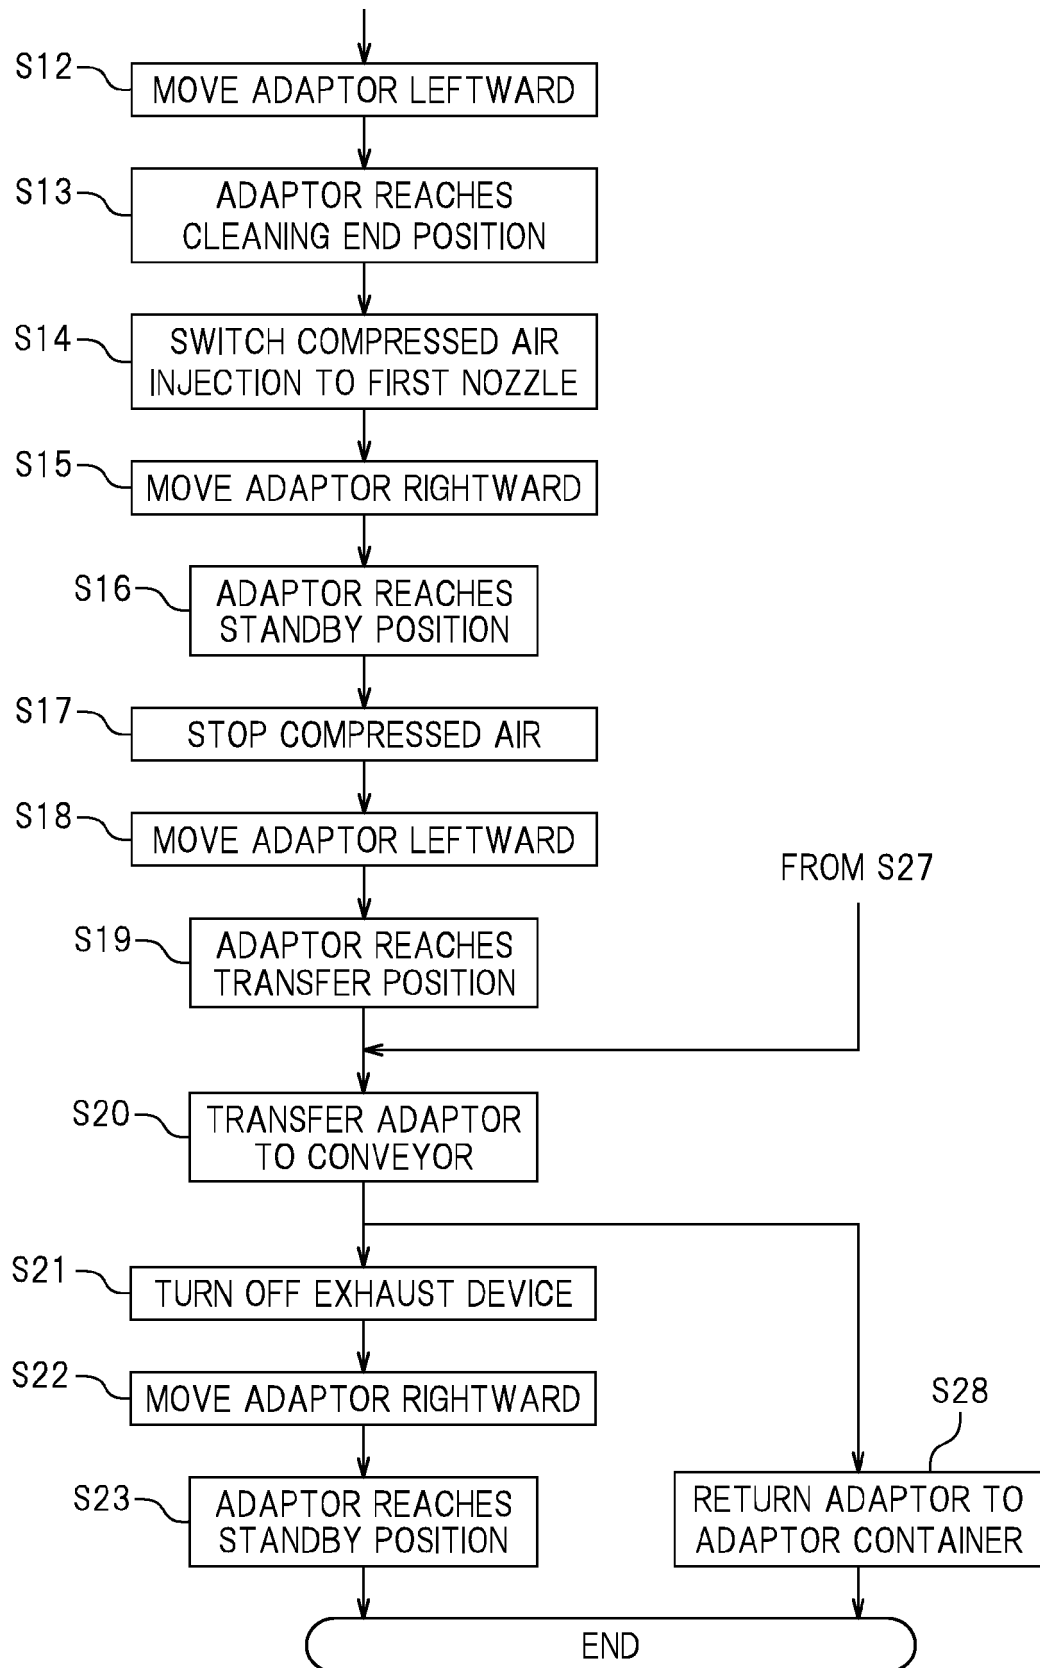 S12
MOVE ADAPTOR LEFTWARD
S13
ADAPTOR REACHES
CLEANING END POSITION
S14
SWITCH COMPRESSED AIR
INJECTION TO FIRST NOZZLE
S15
MOVE ADAPTOR RIGHTWARD
S16
ADAPTOR REACHES
STANDBY POSITION
S17
STOP COMPRESSED AIR
S18
MOVE ADAPTOR LEFTWARD
FROM S27
S19
ADAPTOR REACHES
TRANSFER POSITION
S20
TRANSFER ADAPTOR
TO CONVEYOR
S21
TURN OFF EXHAUST DEVICE
S22
MOVE ADAPTOR RIGHTWARD
S23
ADAPTOR REACHES
STANDBY POSITION
S28
RETURN ADAPTOR TO
ADAPTOR CONTAINER
END